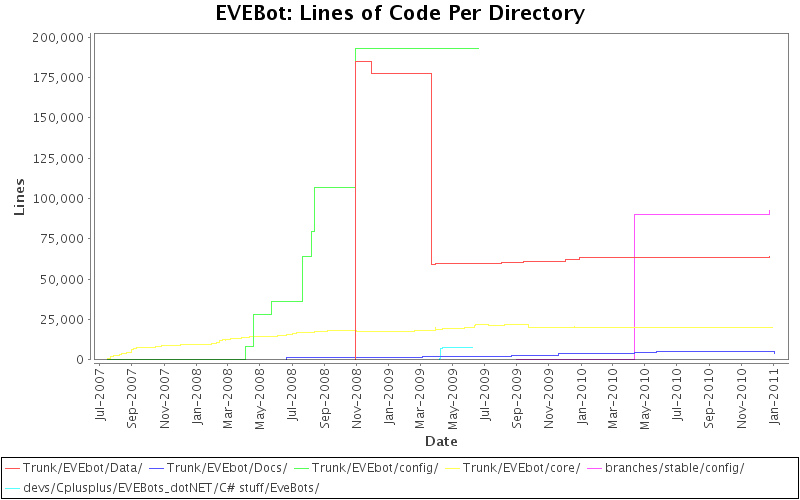 EVEBot: Lines of Code Per Directory
200,000
175,000
150,000
125,000
100,000
75,000
50,000
25,000
0
Lines
Jul-2007
Sep-2007
Nov-2007
Jan-2008
Mar-2008
May-2008
Jul-2008
Sep-2008
Nov-2008
Jan-2009
Mar-2009
May-2009
Jul-2009
Sep-2009
Nov-2009
Jan-2010
Mar-2010
May-2010
Jul-2010
Sep-2010
Nov-2010
Jan-2011
Date
Trunk/EVEbot/Data/ Trunk/EVEbot/Docs/ Trunk/EVEbot/config/ Trunk/EVEbot/core/ branches/stable/config/
devs/Cplusplus/EVEBots_dotNET/C# stuff/EveBots/